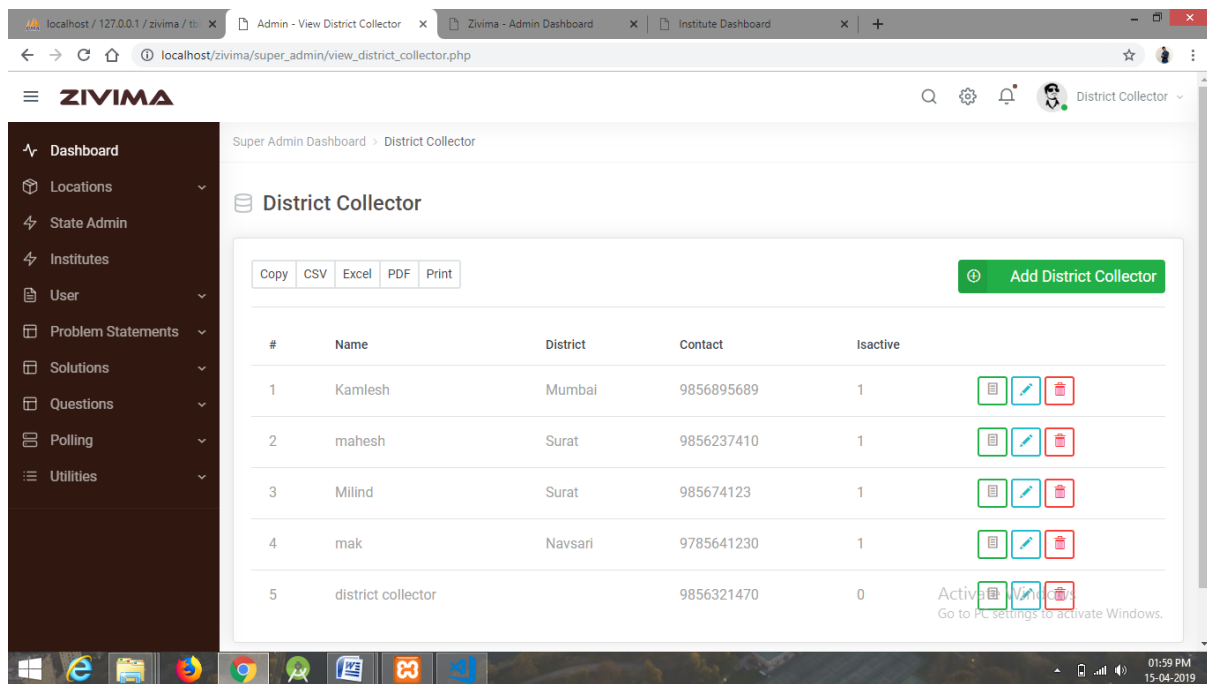 localhost / 127.0.0.1 / zivima / tb
Admin - View District Collector
Zivima - Admin Dashboard
Institute Dashboard
localhost/zivima/super_admin/view_district_collector.php
ZIVIMA
District Collector
Dashboard
Locations
State Admin
Institutes
User
Problem Statements
Solutions
Questions
Polling
Utilities
Super Admin Dashboard > District Collector
District Collector
Copy CSV Excel PDF Print
Add District Collector
# Name District Contact Isactive
1 Kamlesh Mumbai 9856895689 1
2 mahesh Surat 9856237410 1
3 Milind Surat 985674123 1
4 mak Navsari 9785641230 1
5 district collector 9856321470 0
Activate Windows
Go to PC settings to activate Windows.
01:59 PM
15-04-2019